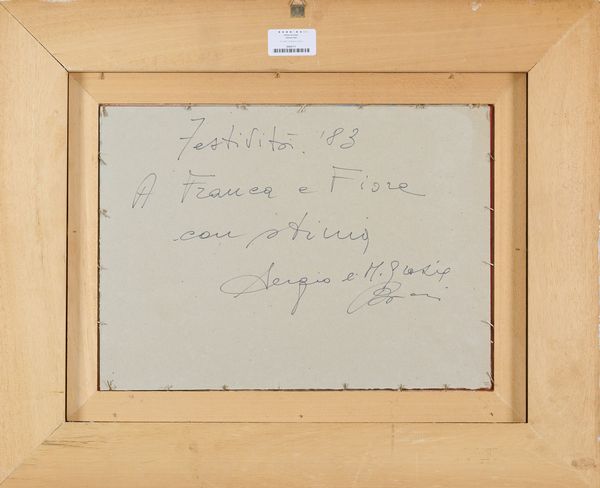 Festività '83
A Franca e Fiore
con stima
Sergio e M. Grazia